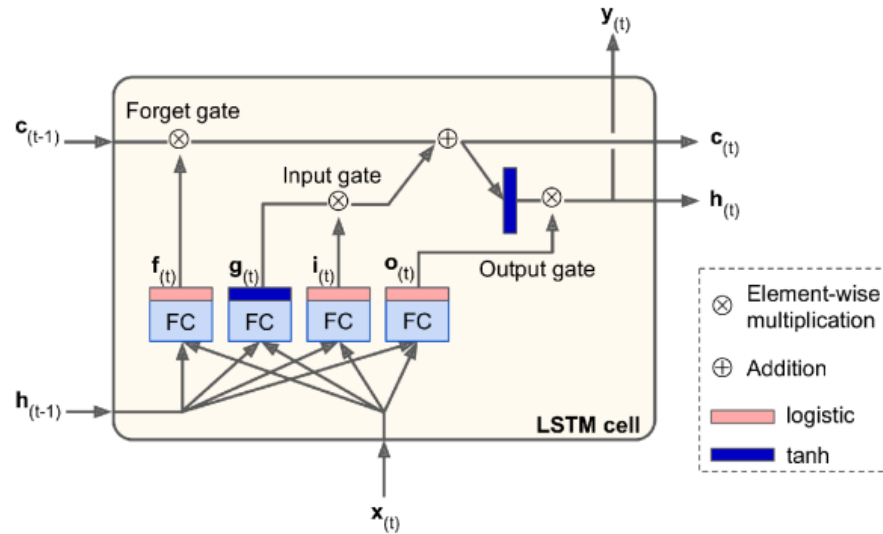 y(t)
Forget gate
c(t-1)
c(t)
Input gate
h(t)
f(t)
g(t)
i(t)
o(t)
Output gate
FC
FC
FC
FC
Element-wise
multiplication
Addition
h(t-1)
logistic
LSTM cell
tanh
x(t)